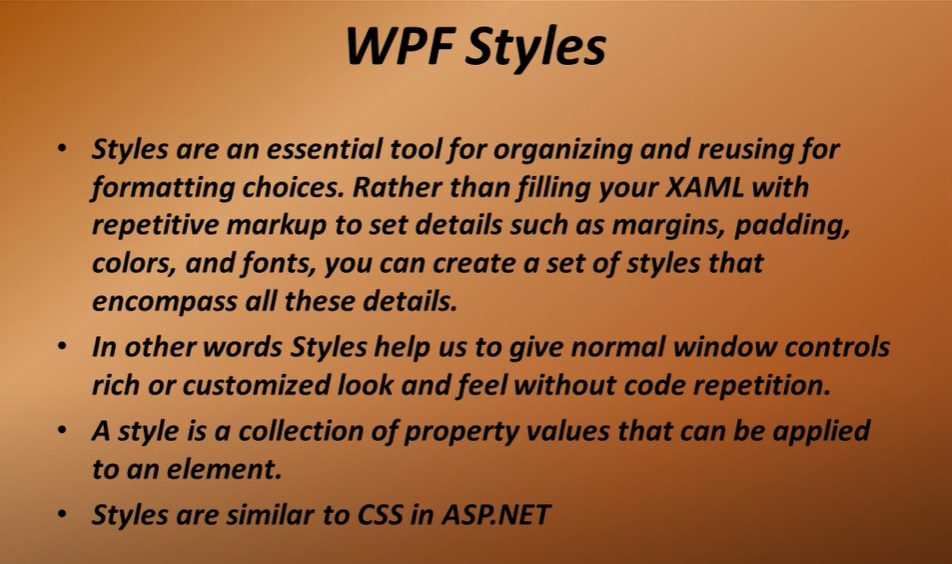 WPF Styles
• Styles are an essential tool for organizing and reusing for
formatting choices. Rather than filling your XAML with
repetitive markup to set details such as margins, padding,
colors, and fonts, you can create a set of styles that
encompass all these details.
• In other words Styles help us to give normal window controls
rich or customized look and feel without code repetition.
• A style is a collection of property values that can be applied
to an element.
• Styles are similar to CSS in ASP.NET